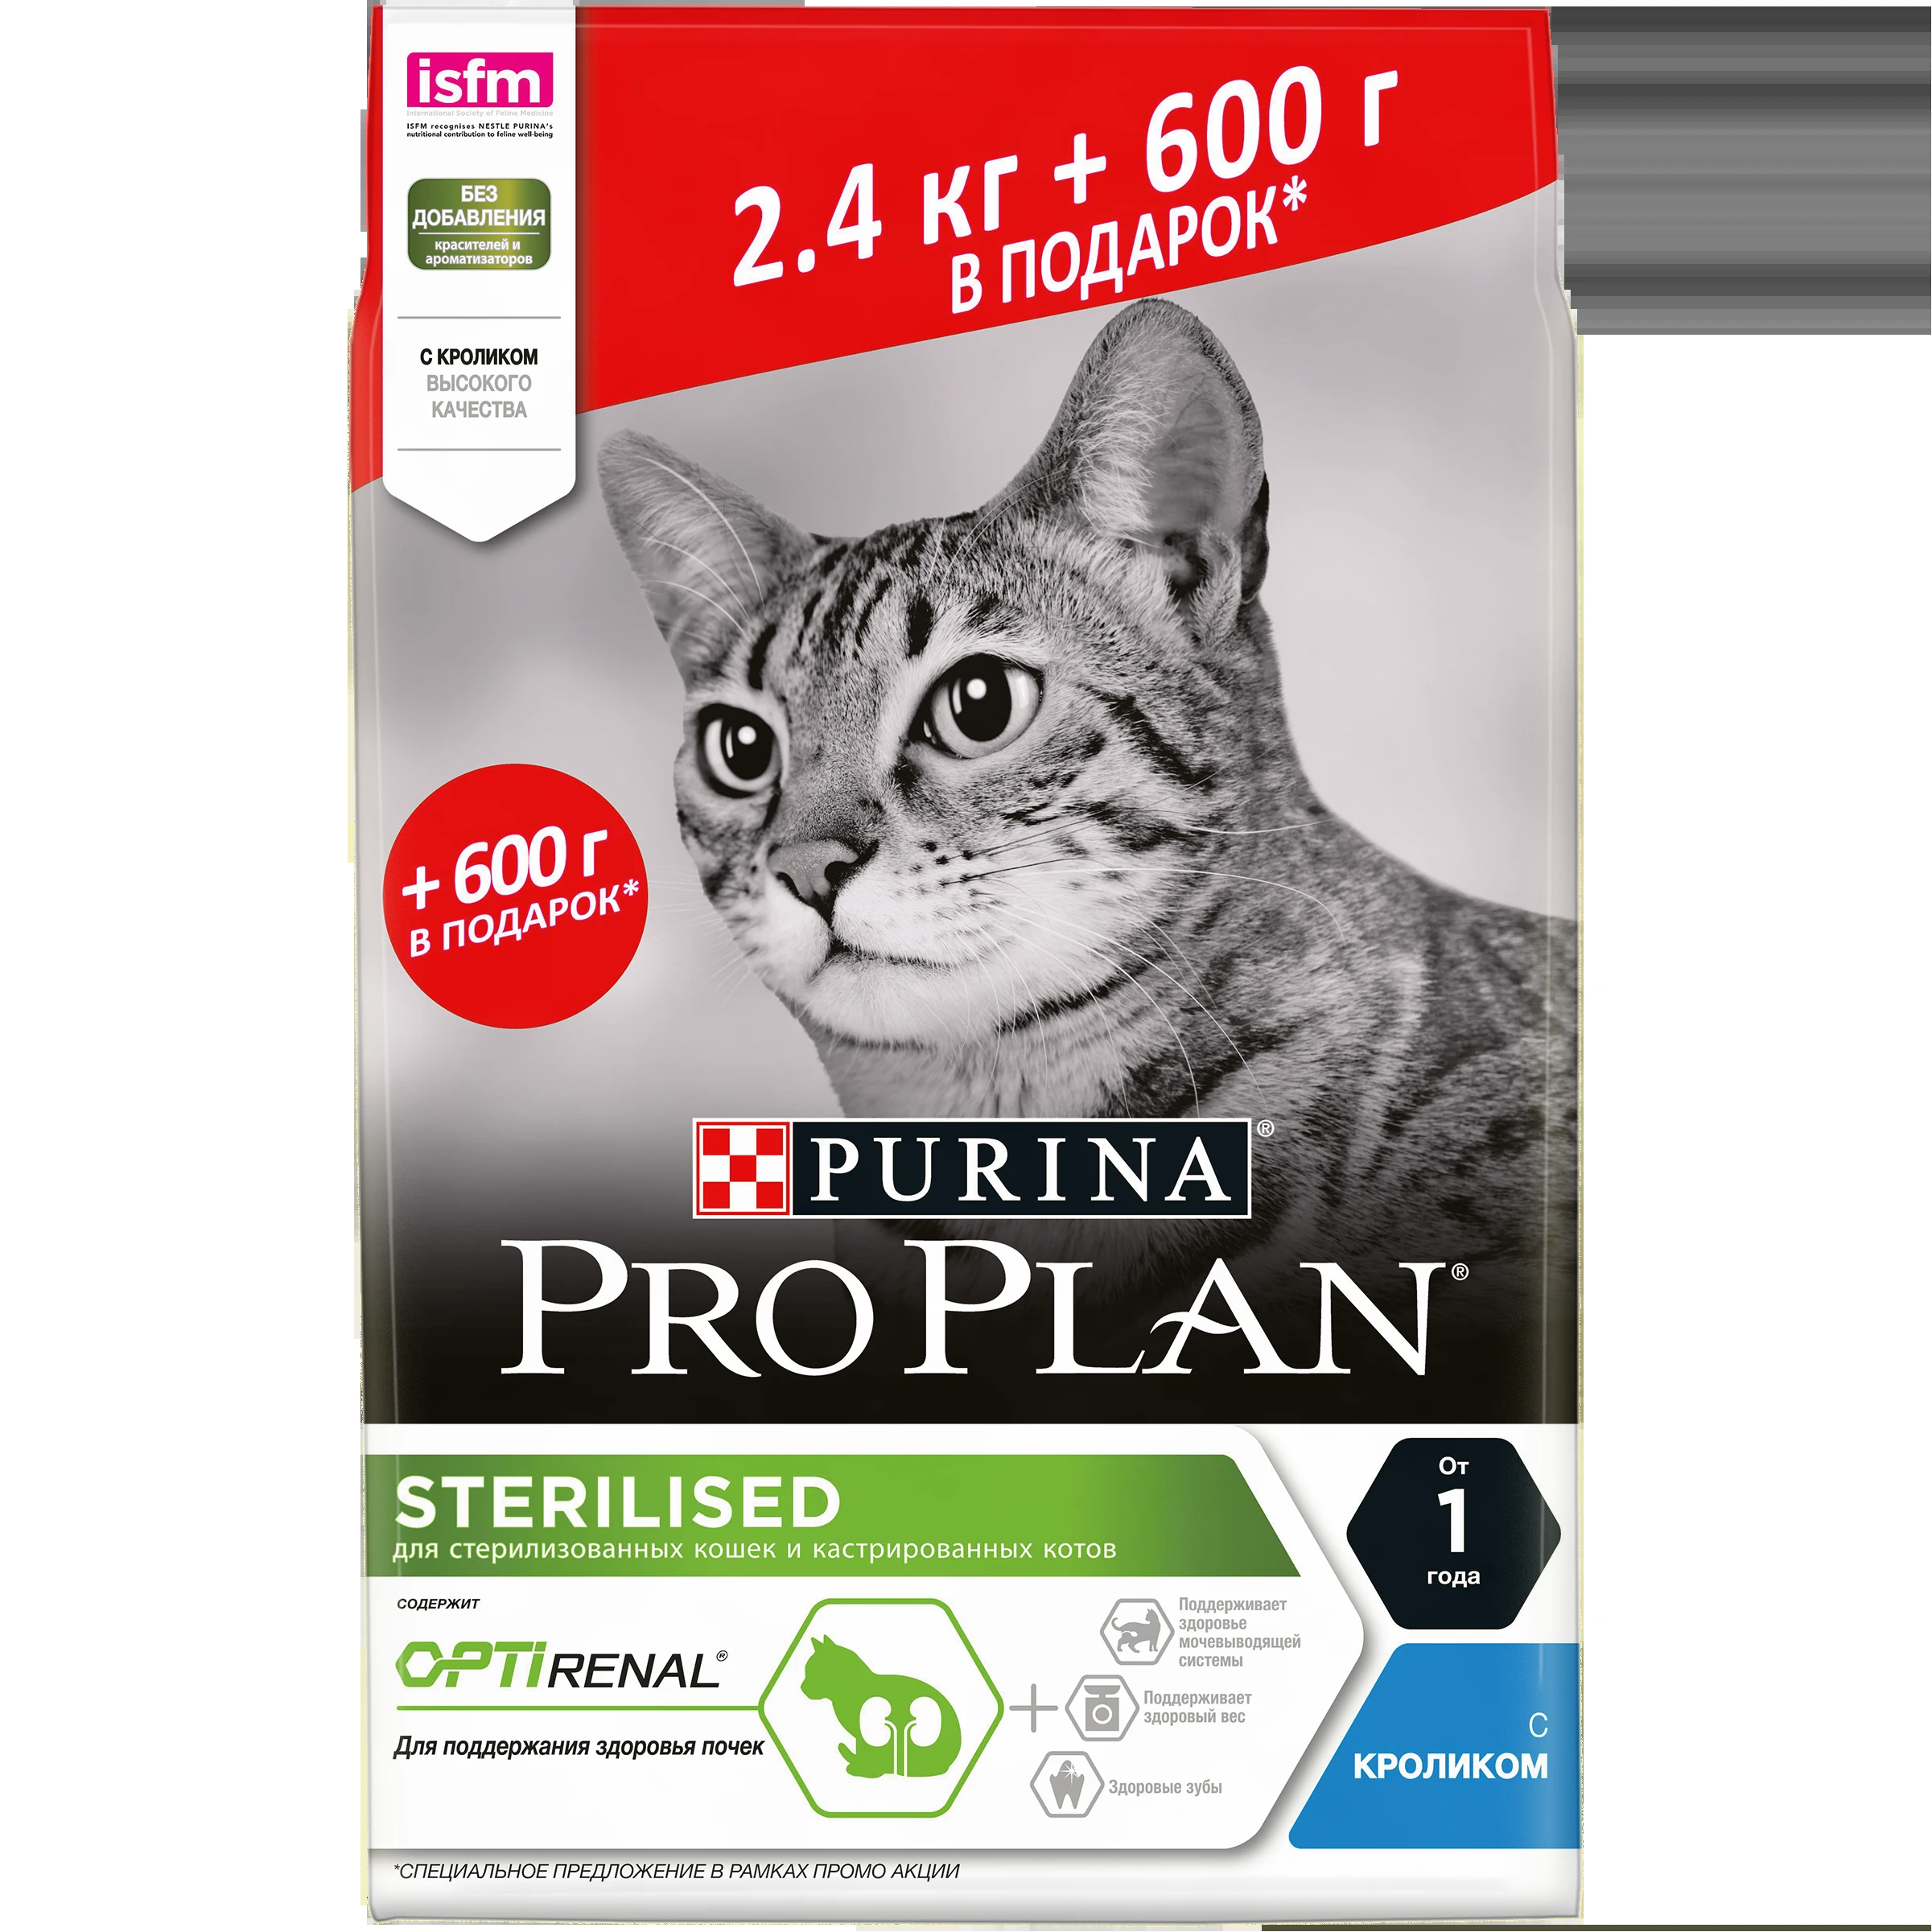 isfm
International Society of Feline Medicine
ISFM recognises NESTLE PURINA's
nutritional contribution to feline well-being
БЕЗ
ДОБАВЛЕНИЯ
красителей и
ароматизаторов
С КРОЛИКОМ
ВЫСОКОГО
КАЧЕСТВА
2.4 кг + 600 г
В ПОДАРОК*
+ 600 г
В ПОДАРОК*
PURINA®
PRO PLAN®
STERILISED
для стерилизованных кошек и кастрированных котов
От
1
года
СОДЕРЖИТ
OPTIRENAL®
Для поддержания здоровья почек
+
Поддерживает
здоровье
мочевыводящей
системы
Поддерживает
здоровый вес
Здоровые зубы
С
КРОЛИКОМ
*СПЕЦИАЛЬНОЕ ПРЕДЛОЖЕНИЕ В РАМКАХ ПРОМО АКЦИИ